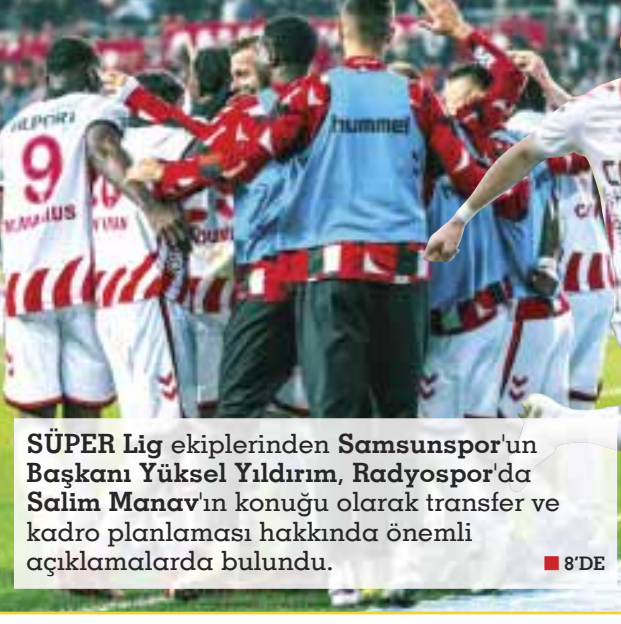 9
hummel
SÜPER Lig ekiplerinden Samsunspor'un
Başkanı Yüksel Yıldırım, Radyospor'da
Salim Manav'ın konuğu olarak transfer ve
kadro planlaması hakkında önemli
açıklamalarda bulundu.
8'DE